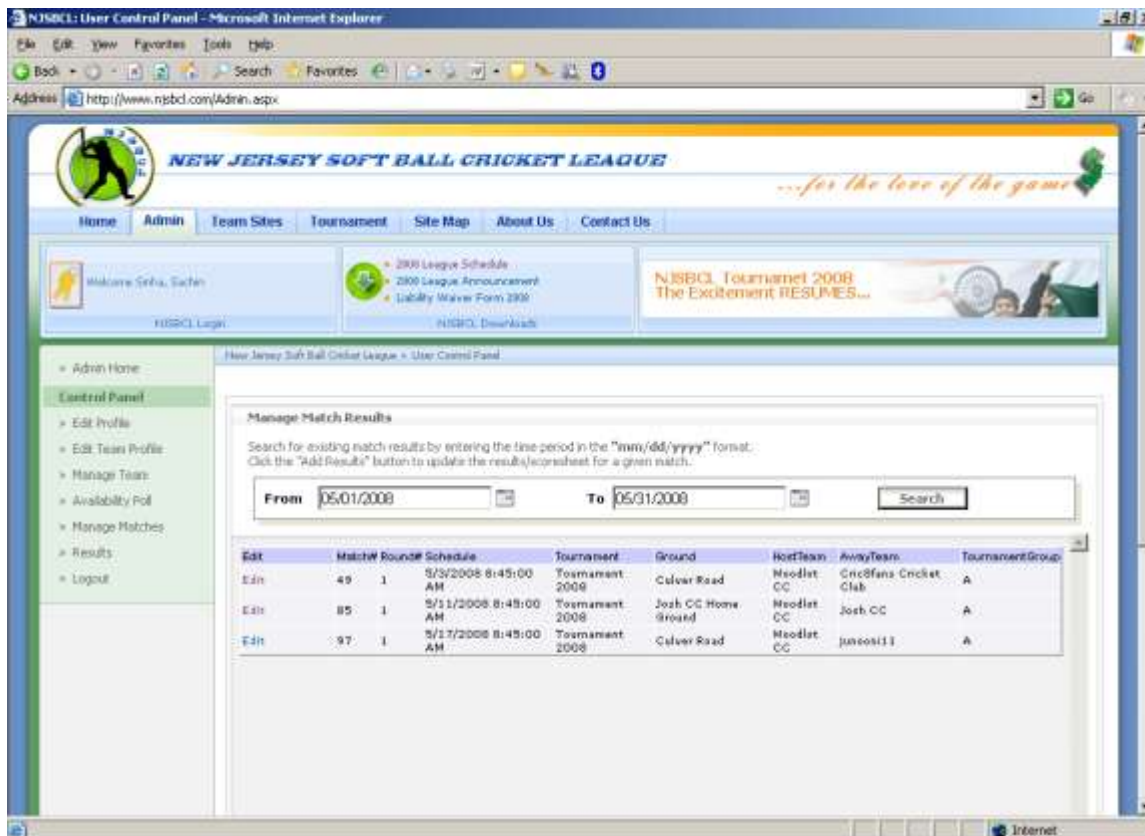 NJSBCL: User Control Panel - Microsoft Internet Explorer
File Edit View Favorites Tools Help
Back Search Favorites
Address http://www.njsbcl.com/Admin.aspx Go
NEW JERSEY SOFT BALL CRICKET LEAGUE
...for the love of the game
Home Admin Team Sites Tournament Site Map About Us Contact Us
Welcome Sinha, Sachin
NJSBCL Login
2008 League Schedule
2008 League Announcement
Liability Waiver Form 2008
NJSBCL Downloads
NJSBCL Tournamet 2008
The Excitement RESUMES...
New Jersey Soft Ball Cricket League » User Control Panel
» Admin Home
Control Panel
» Edit Profile
» Edit Team Profile
» Manage Team
» Availability Poll
» Manage Matches
» Results
» Logout
Manage Match Results
Search for existing match results by entering the time period in the "mm/dd/yyyy" format.
Click the "Add Results" button to update the results/scoresheet for a given match.
From 05/01/2008 To 05/31/2008 Search
Edit Match# Round# Schedule Tournament Ground HostTeam AwayTeam TournamentGroup
Edit 49 1 5/3/2008 8:45:00 AM Tournament 2008 Culver Road CC Cric8fans Cricket Club A
Edit 85 1 5/11/2008 8:45:00 AM Tournament 2008 Josh CC Home Ground CC Josh CC A
Edit 97 1 5/17/2008 8:45:00 AM Tournament 2008 Culver Road CC A
Internet